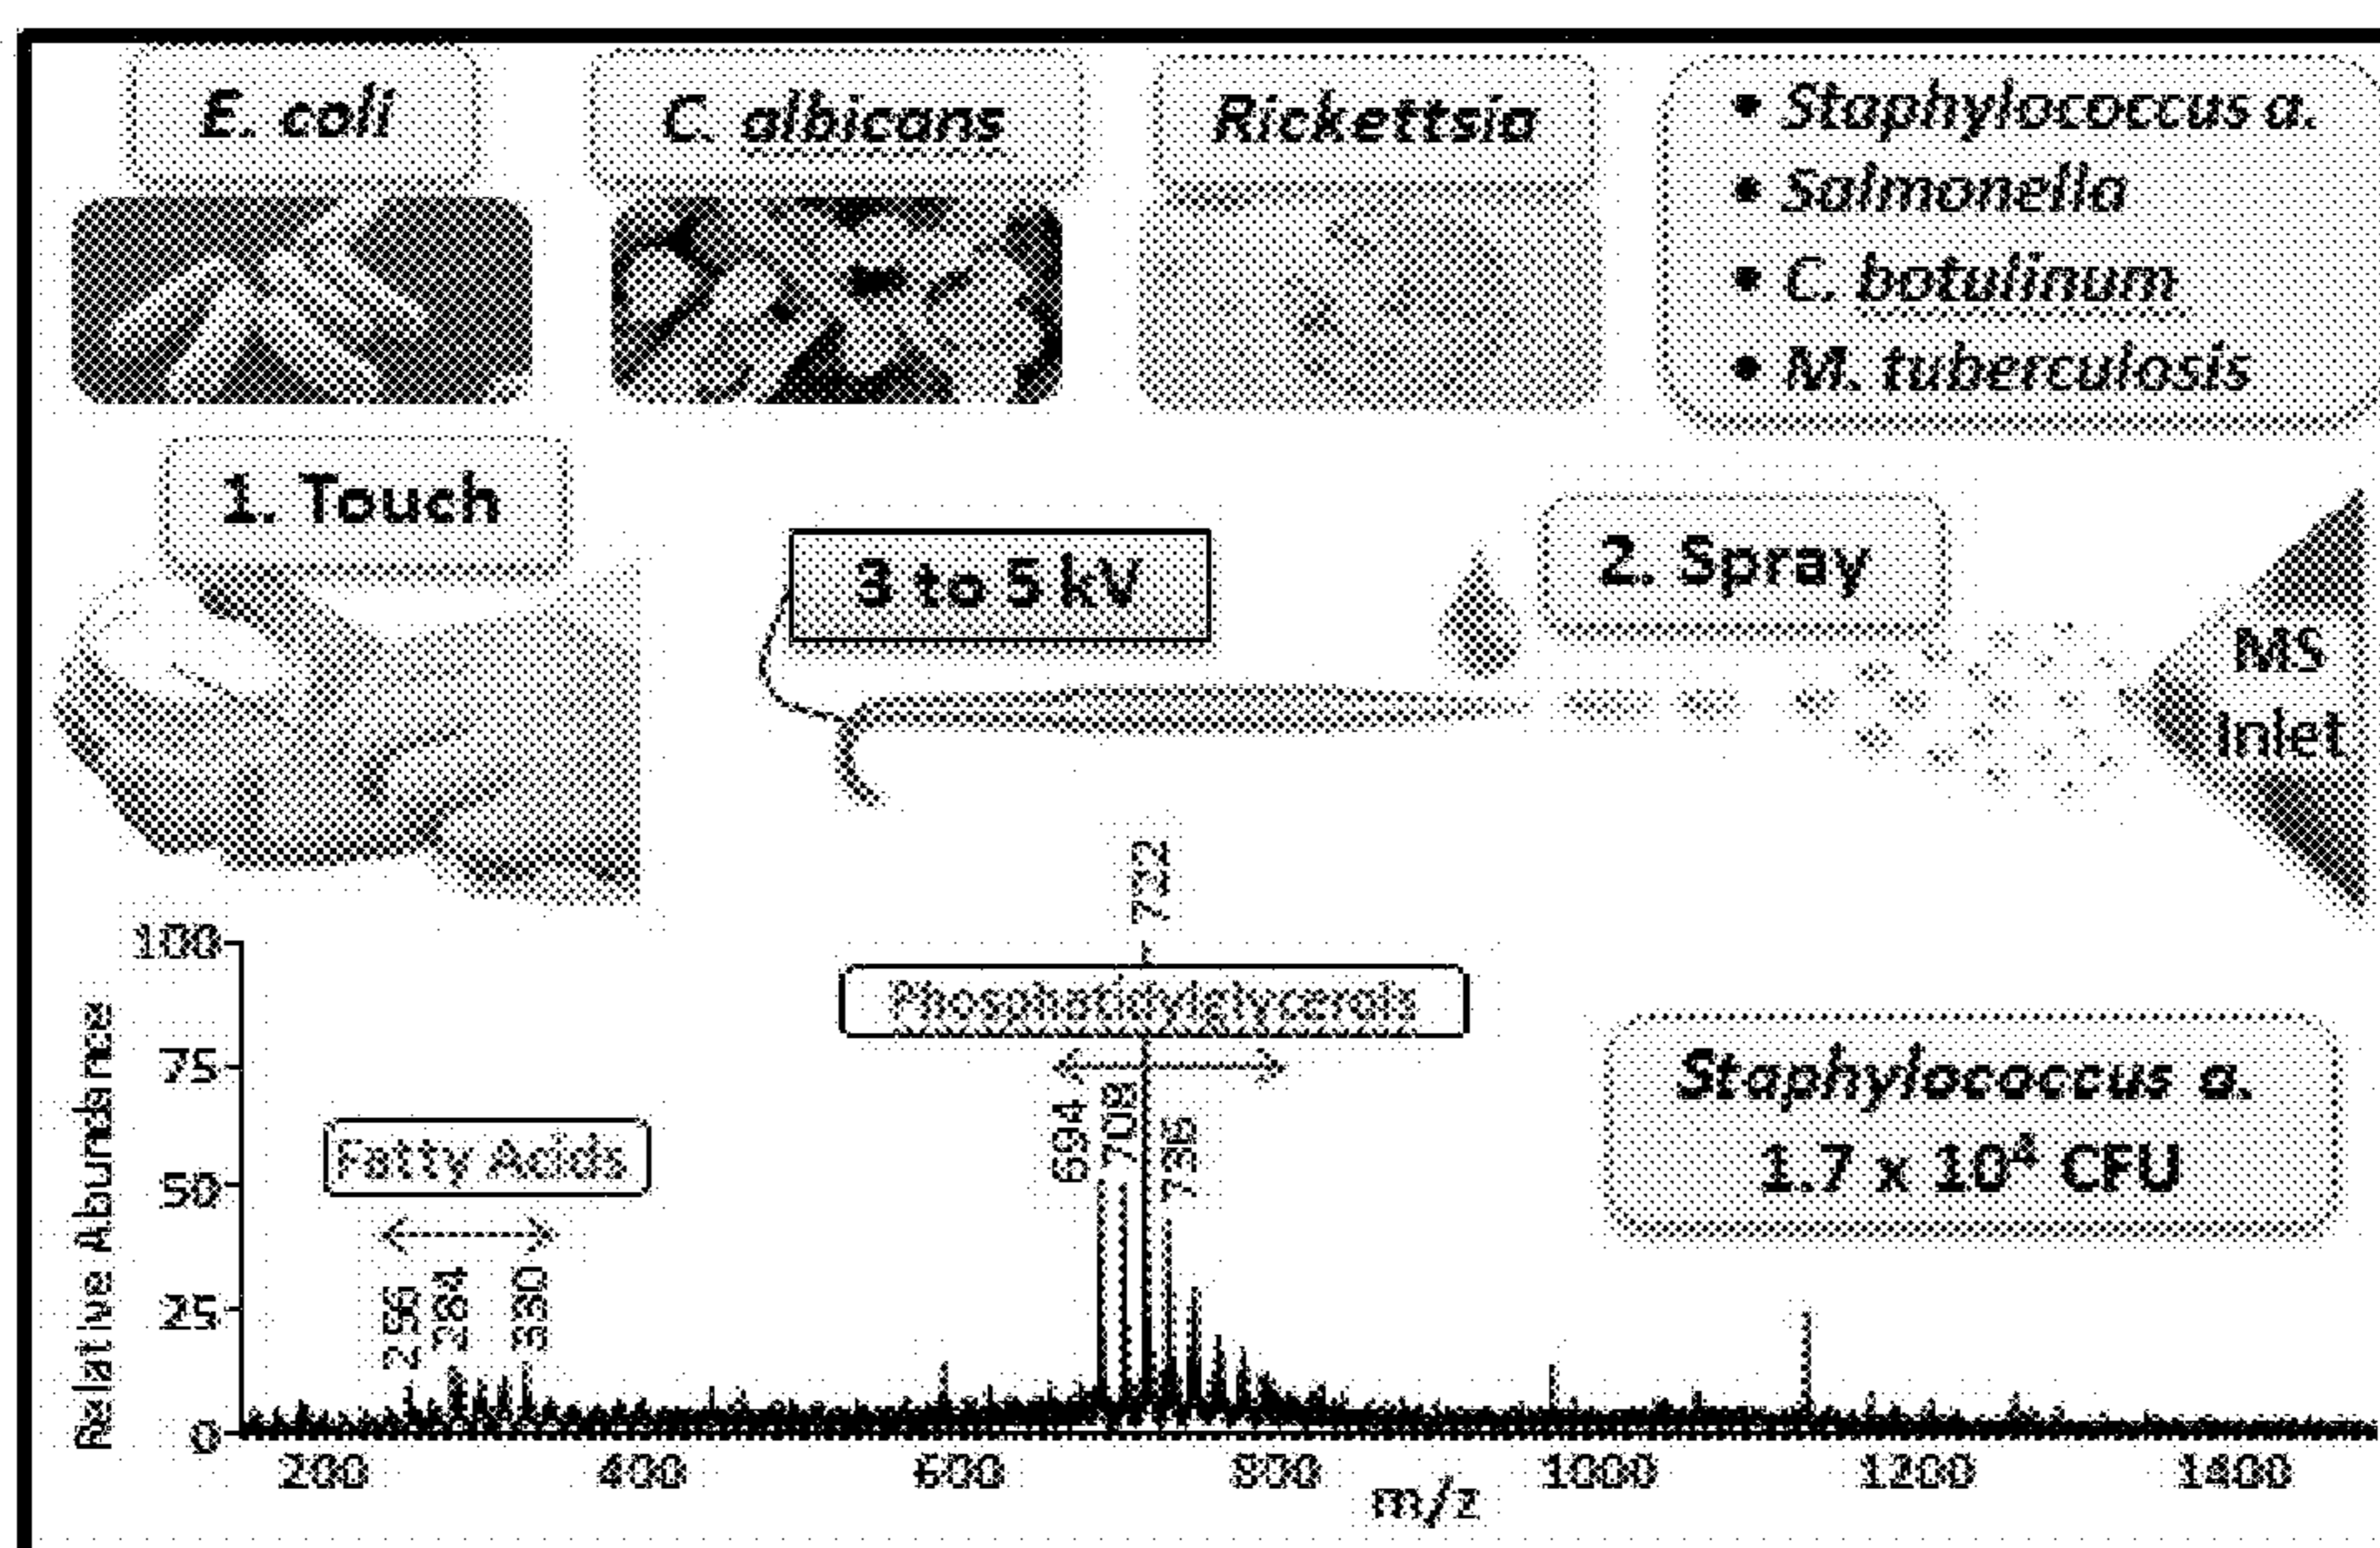 E. coli
C. albicans
Rickettsia
• Staphylococcus a.
• Salmonella
• C. botulinum
• M. tuberculosis
1. Touch
3 to 5 kV
2. Spray
MS
Inlet
732
100
Phosphatidylglycerols
75
694
708
736
Staphylococcus a.
1.7 x CFU
Fatty Acids
50
Relative Abundance
25
256
284
330
0
200 400 600 800 1000 1200 1400
m/z